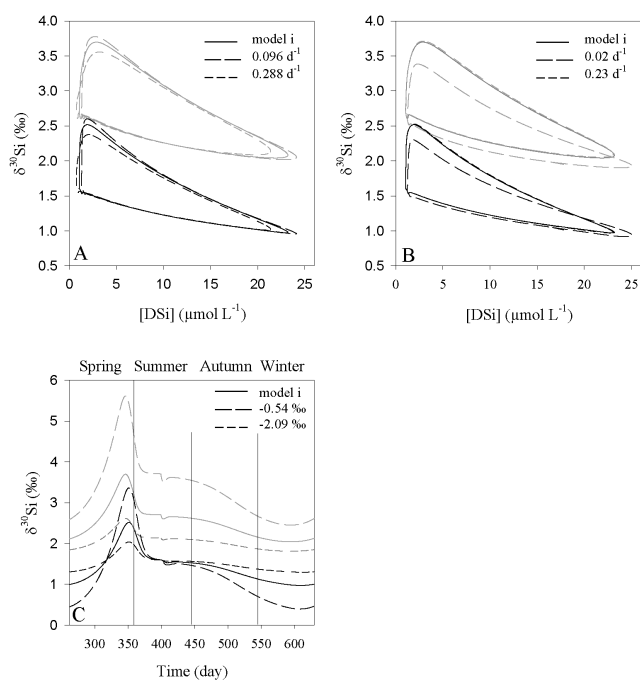 4.0
3.5
3.0
2.5
2.0
1.5
1.0
0.5
δ³⁰Si (‰)
model i
0.096 d⁻¹
0.288 d⁻¹
A
0 5 10 15 20 25
[DSi] (µmol L⁻¹)
4.0
3.5
3.0
2.5
2.0
1.5
1.0
0.5
δ³⁰Si (‰)
model i
0.02 d⁻¹
0.23 d⁻¹
B
0 5 10 15 20 25
[DSi] (µmol L⁻¹)
Spring Summer Autumn Winter
6
5
4
3
2
1
0
δ³⁰Si (‰)
model i
-0.54 ‰
-2.09 ‰
C
300 350 400 450 500 550 600
Time (day)